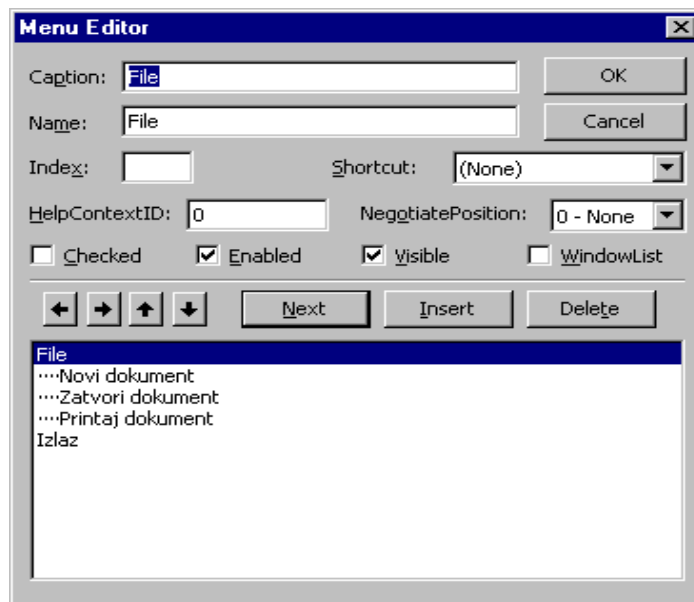 Menu Editor
Caption: File OK
Name: File Cancel
Index: Shortcut: (None)
HelpContextID: 0 NegotiatePosition: 0 - None
Checked Enabled Visible WindowList
Next Insert Delete
File
····Novi dokument
····Zatvori dokument
····Printaj dokument
Izlaz